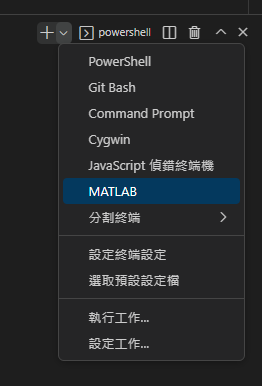 powershell
PowerShell
Git Bash
Command Prompt
Cygwin
JavaScript 偵錯終端機
MATLAB
分割終端
設定終端設定
選取預設設定檔
執行工作...
設定工作...